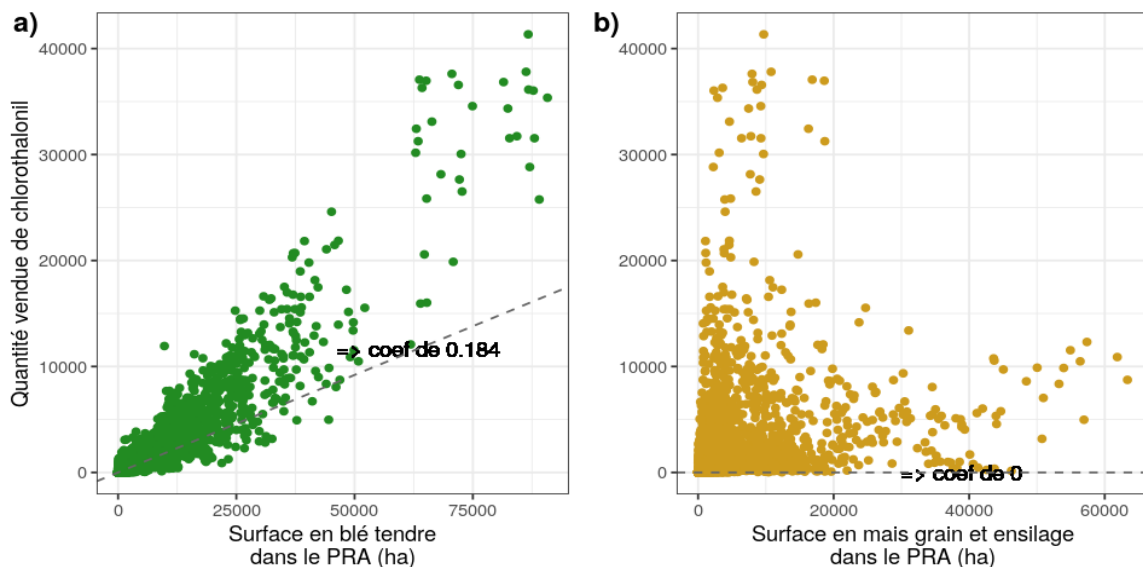 a)
Quantité vendue de chlorothalonil
40000
30000
20000
10000
0
=> coef de 0.184
0
25000
50000
75000
Surface en blé tendre
dans le PRA (ha)
b)
40000
30000
20000
10000
0
=> coef de 0
0
20000
40000
60000
Surface en mais grain et ensilage
dans le PRA (ha)